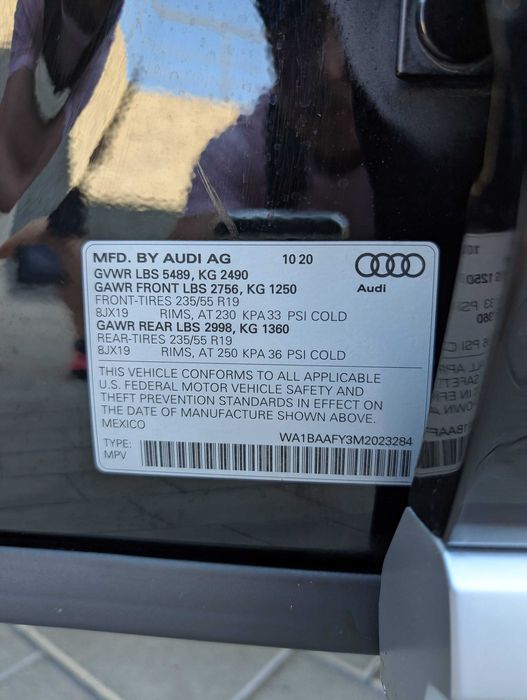 MFD. BY AUDI AG 10 20
GVWR LBS 5489, KG 2490
GAWR FRONT LBS 2756, KG 1250
FRONT-TIRES 235/55 R19
8JX19 RIMS, AT 230 KPA 33 PSI COLD
GAWR REAR LBS 2998, KG 1360
REAR-TIRES 235/55 R19
8JX19 RIMS, AT 250 KPA 36 PSI COLD
Audi
THIS VEHICLE CONFORMS TO ALL APPLICABLE
U.S. FEDERAL MOTOR VEHICLE SAFETY AND
THEFT PREVENTION STANDARDS IN EFFECT ON
THE DATE OF MANUFACTURE SHOWN ABOVE.
MEXICO
WA1BAAFY3M2023284
TYPE:
MPV